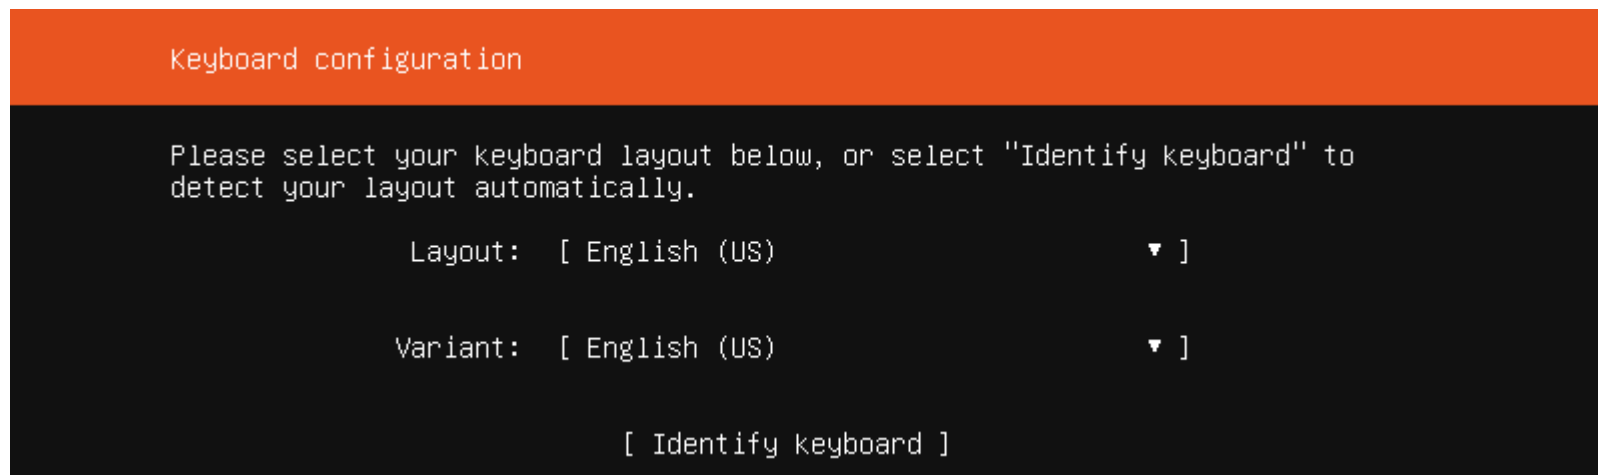 Keyboard configuration
Please select your keyboard layout below, or select "Identify keyboard" to
detect your layout automatically.
Layout: [ English (US) ▼ ]
Variant: [ English (US) ▼ ]
[ Identify keyboard ]